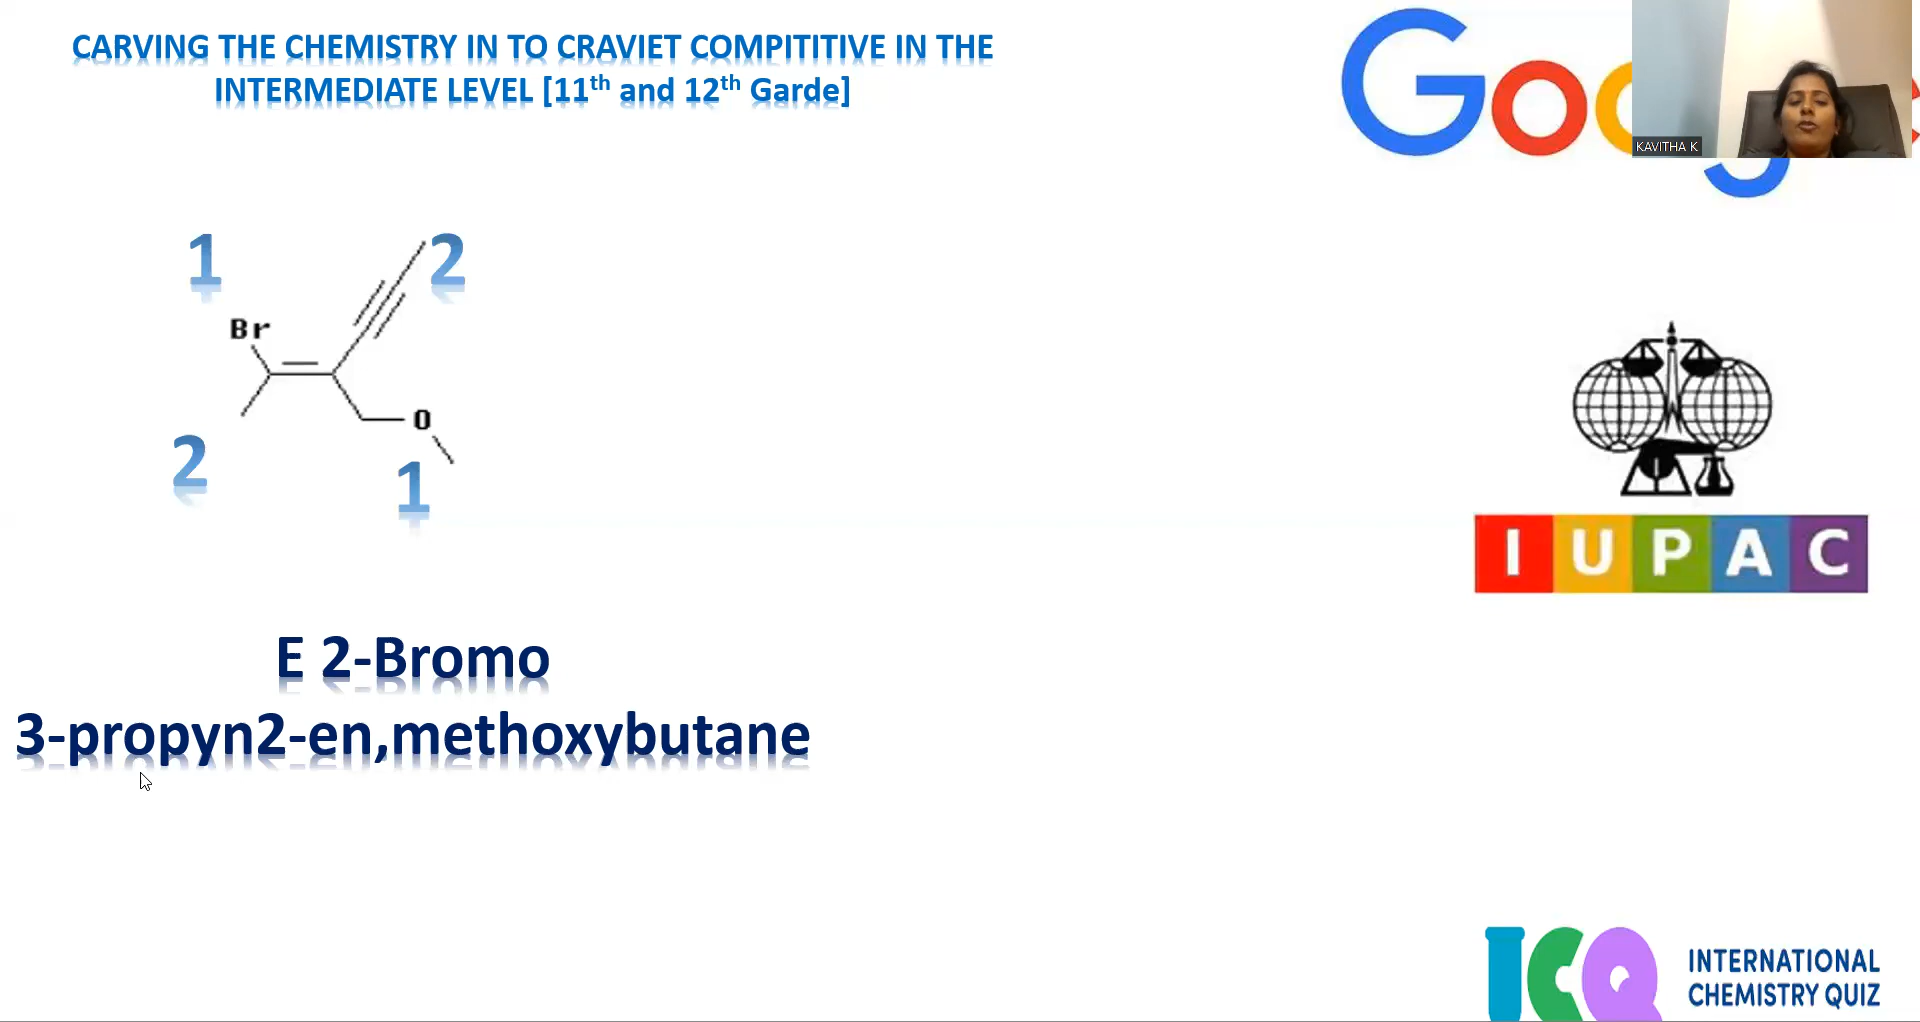 CARVING THE CHEMISTRY IN TO CRAVIET COMPITITIVE IN THE
INTERMEDIATE LEVEL [11th and 12th Garde]
KAVITHA K
1
2
Br
O
2
1
IUPAC
E 2-Bromo
3-propyn2-en,methoxybutane
ICQ
INTERNATIONAL
CHEMISTRY QUIZ